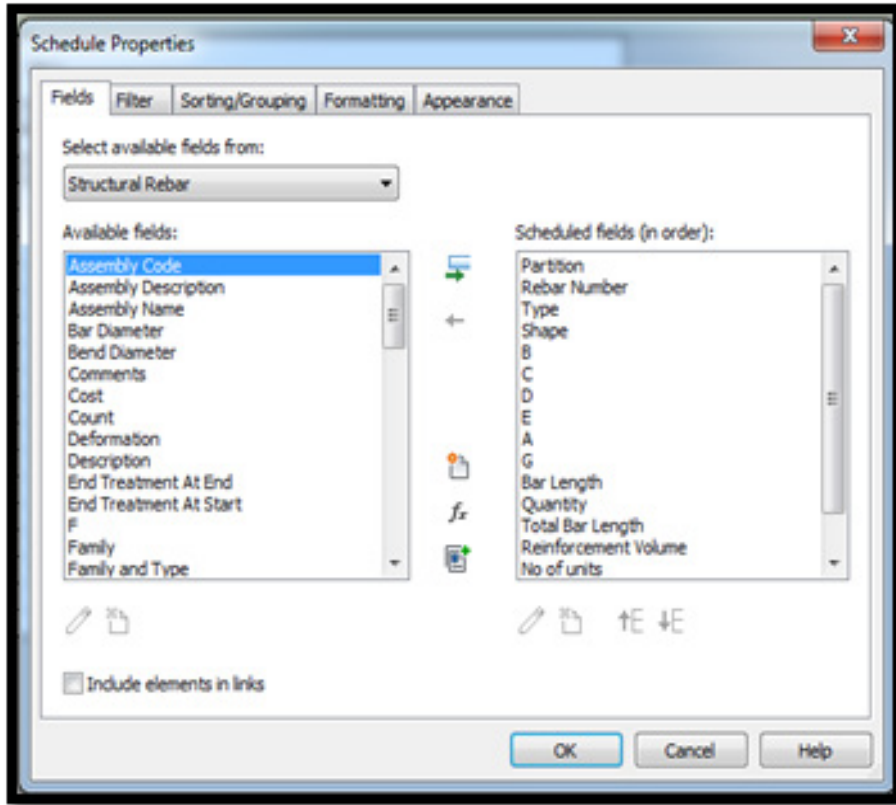 Schedule Properties
Fields Filter Sorting/Grouping Formatting Appearance
Select available fields from:
Structural Rebar
Available fields:
Assembly Code
Assembly Description
Assembly Name
Bar Diameter
Bend Diameter
Comments
Cost
Count
Deformation
Description
End Treatment At End
End Treatment At Start
F
Family
Family and Type
fx
Scheduled fields (in order):
Partition
Rebar Number
Type
Shape
B
C
D
E
A
G
Bar Length
Quantity
Total Bar Length
Reinforcement Volume
No of units
Include elements in links
OK Cancel Help